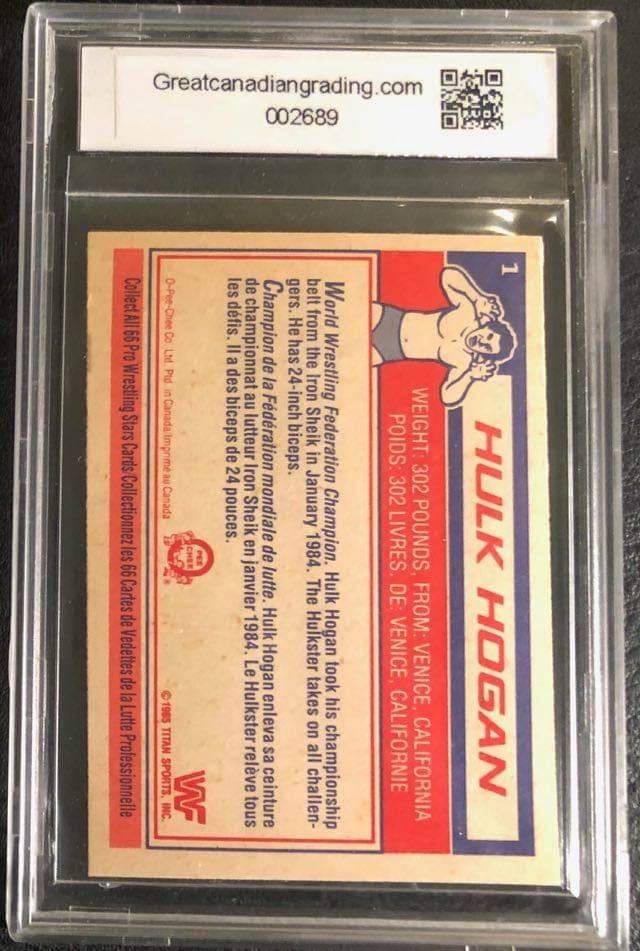 Greatcanadiangrading.com
002689
1
HULK HOGAN
WEIGHT: 302 POUNDS, FROM: VENICE, CALIFORNIA
POIDS: 302 LIVRES. DE: VENICE, CALIFORNIE
World Wrestling Federation Champion. Hulk Hogan took his championship
belt from the Iron Sheik in January 1984. The Hulkster takes on all challen-
gers. He has 24-inch biceps.
Champion de la Fédération mondiale de lutte. Hulk Hogan enleva sa ceinture
de championnat au lutteur Iron Sheik en janvier 1984. Le Hulkster relève tous
les défis. Il a des biceps de 24 pouces.
O-Pee-Chee Co. Ltd. Ptd. in Canada/Imprimé au Canada
O PEE CHEE
WF
© 1985 TITAN SPORTS, INC.
Collect All 66 Pro Wrestling Stars Cards/Collectionnez les 66 Cartes de Vedettes de la Lutte Professionnelle